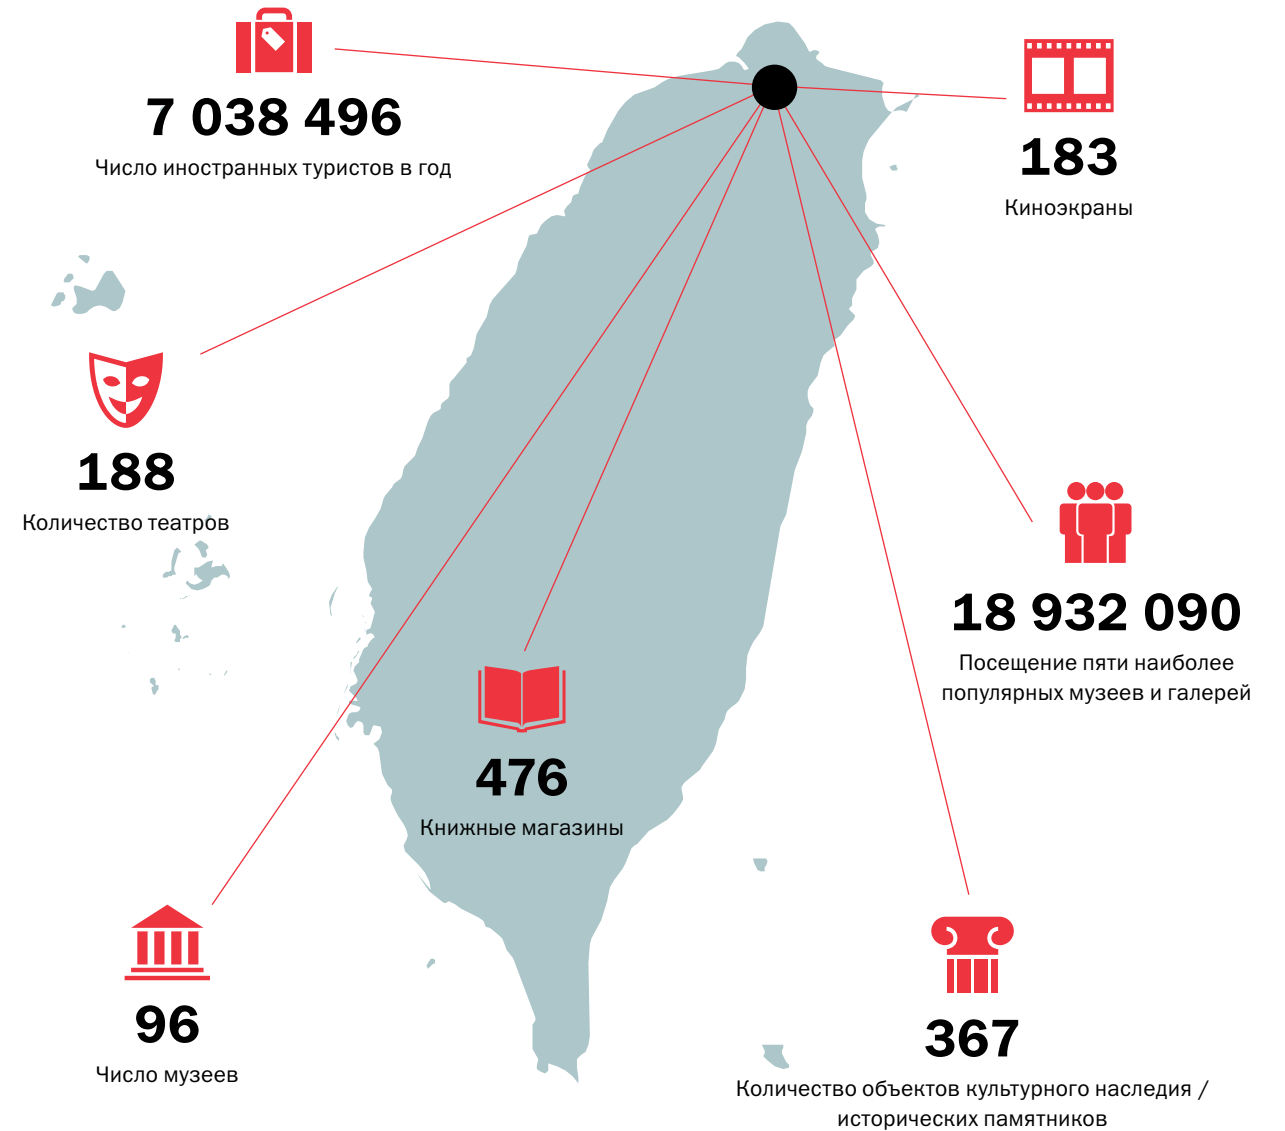 7 038 496
Число иностранных туристов в год
183
Киноэкраны
188
Количество театров
18 932 090
Посещение пяти наиболее
популярных музеев и галерей
476
Книжные магазины
96
Число музеев
367
Количество объектов культурного наследия /
исторических памятников